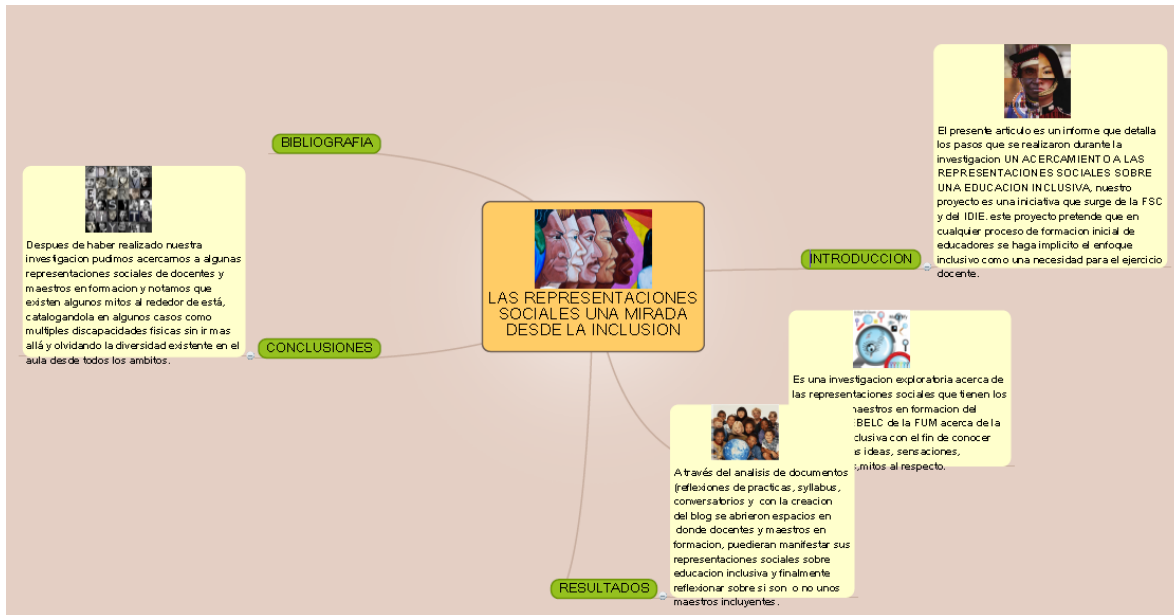 BIBLIOGRAFIA
Despues de haber realizado nuestra
investigacion pudimos acercarnos a algunas
representaciones sociales de docentes y
maestros en formacion y notamos que
existen algunos mitos al rededor de está,
catalogandola en algunos casos como
multiples discapacidades fisicas sin ir mas
allá y olvidando la diversidad existente en el
aula desde todos los ambitos.
CONCLUSIONES
LAS REPRESENTACIONES
SOCIALES UNA MIRADA
DESDE LA INCLUSION
El presente articulo es un informe que detalla
los pasos que se realizaron durante la
investigacion UN ACERCAMIENTO A LAS
REPRESENTACIONES SOCIALES SOBRE
UNA EDUCACION INCLUSIVA, nuestro
proyecto es una iniciativa que surge de la FSC
y del IDIE. este proyecto pretende que en
cualquier proceso de formacion inicial de
educadores se haga implicito el enfoque
inclusivo como una necesidad para el ejercicio
docente.
INTRODUCCION
Es una investigacion exploratoria acerca de
las representaciones sociales que tienen los
maestros en formacion del
BELC de la FUM acerca de la
clusiva con el fin de conocer
ideas, sensaciones,
mitos al respecto.
A través del analisis de documentos
(reflexiones de practicas, syllabus,
conversatorios y con la creacion
del blog se abrieron espacios en
donde docentes y maestros en
formacion, puedieran manifestar sus
representaciones sociales sobre
educacion inclusiva y finalmente
reflexionar sobre si son o no unos
maestros incluyentes.
RESULTADOS